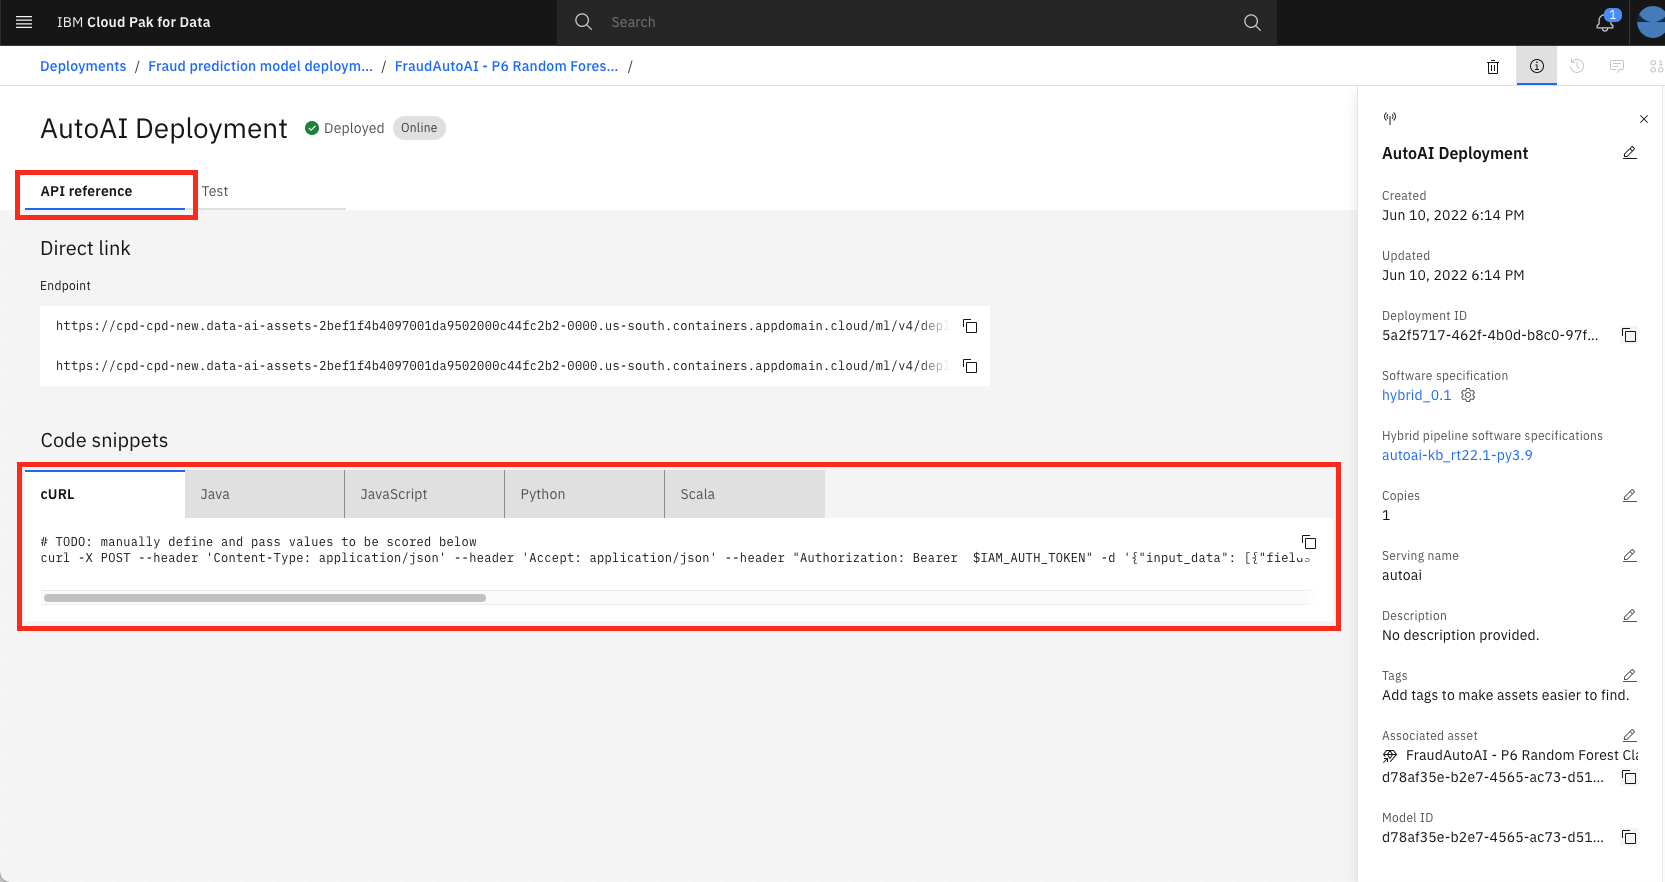 IBM Cloud Pak for Data
Search
1
Deployments / Fraud prediction model deploym... / FraudAutoAI - P6 Random Fores... /
AutoAI Deployment
Deployed
Online
API reference
Test
Direct link
Endpoint
https://cpd-cpd-new.data-ai-assets-2bef1f4b4097001da9502000c44fc2b2-0000.us-south.containers.appdomain.cloud/ml/v4/depl
https://cpd-cpd-new.data-ai-assets-2bef1f4b4097001da9502000c44fc2b2-0000.us-south.containers.appdomain.cloud/ml/v4/depl
Code snippets
cURL
Java
JavaScript
Python
Scala
# TODO: manually define and pass values to be scored below
curl -X POST --header 'Content-Type: application/json' --header 'Accept: application/json' --header "Authorization: Bearer  $IAM_AUTH_TOKEN" -d '{"input_data": [{"fields
AutoAI Deployment
Created
Jun 10, 2022 6:14 PM
Updated
Jun 10, 2022 6:14 PM
Deployment ID
5a2f5717-462f-4b0d-b8c0-97f...
Software specification
hybrid_0.1
Hybrid pipeline software specifications
autoai-kb_rt22.1-py3.9
Copies
1
Serving name
autoai
Description
No description provided.
Tags
Add tags to make assets easier to find.
Associated asset
FraudAutoAI - P6 Random Forest Cla
d78af35e-b2e7-4565-ac73-d51...
Model ID
d78af35e-b2e7-4565-ac73-d51...